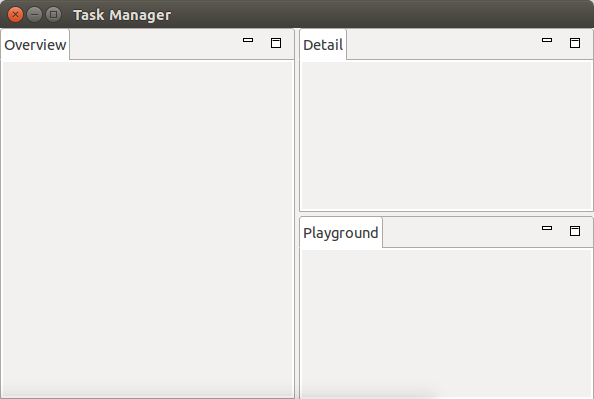 Task Manager
Overview
Detail
Playground